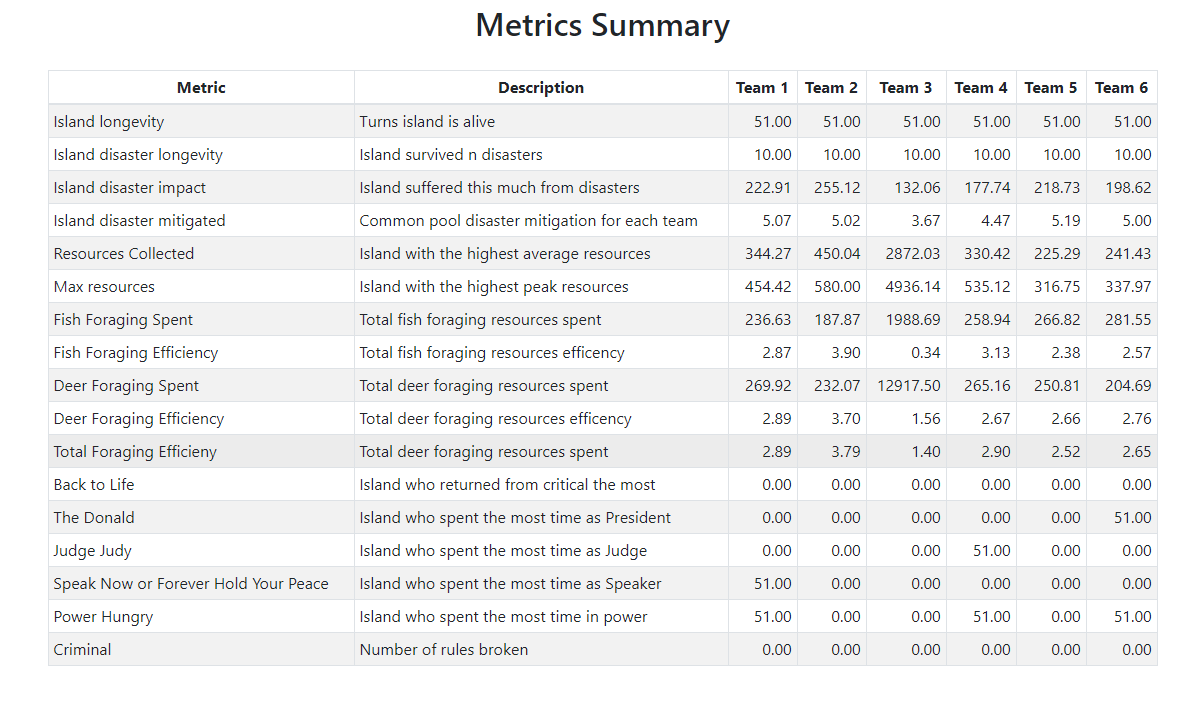 Metrics Summary
Metric Description Team 1 Team 2 Team 3 Team 4 Team 5 Team 6
Island longevity Turns island is alive 51.00 51.00 51.00 51.00 51.00 51.00
Island disaster longevity Island survived n disasters 10.00 10.00 10.00 10.00 10.00 10.00
Island disaster impact Island suffered this much from disasters 222.91 255.12 132.06 177.74 218.73 198.62
Island disaster mitigated Common pool disaster mitigation for each team 5.07 5.02 3.67 4.47 5.19 5.00
Resources Collected Island with the highest average resources 344.27 450.04 2872.03 330.42 225.29 241.43
Max resources Island with the highest peak resources 454.42 580.00 4936.14 535.12 316.75 337.97
Fish Foraging Spent Total fish foraging resources spent 236.63 187.87 1988.69 258.94 266.82 281.55
Fish Foraging Efficiency Total fish foraging resources efficency 2.87 3.90 0.34 3.13 2.38 2.57
Deer Foraging Spent Total deer foraging resources spent 269.92 232.07 12917.50 265.16 250.81 204.69
Deer Foraging Efficiency Total deer foraging resources efficency 2.89 3.70 1.56 2.67 2.66 2.76
Total Foraging Efficieny Total deer foraging resources spent 2.89 3.79 1.40 2.90 2.52 2.65
Back to Life Island who returned from critical the most 0.00 0.00 0.00 0.00 0.00 0.00
The Donald Island who spent the most time as President 0.00 0.00 0.00 0.00 0.00 51.00
Judge Judy Island who spent the most time as Judge 0.00 0.00 0.00 51.00 0.00 0.00
Speak Now or Forever Hold Your Peace Island who spent the most time as Speaker 51.00 0.00 0.00 0.00 0.00 0.00
Power Hungry Island who spent the most time in power 51.00 0.00 0.00 51.00 0.00 51.00
Criminal Number of rules broken 0.00 0.00 0.00 0.00 0.00 0.00